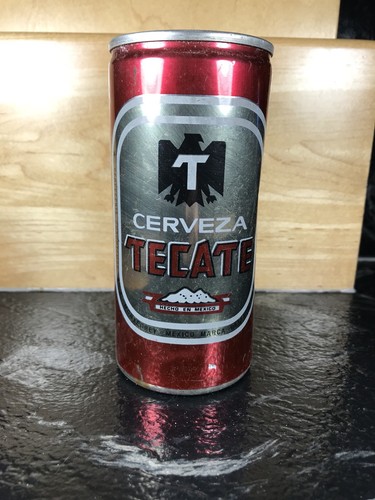 T
CERVEZA
TECATE
HECHO EN MEXICO
MEXICO MARCA